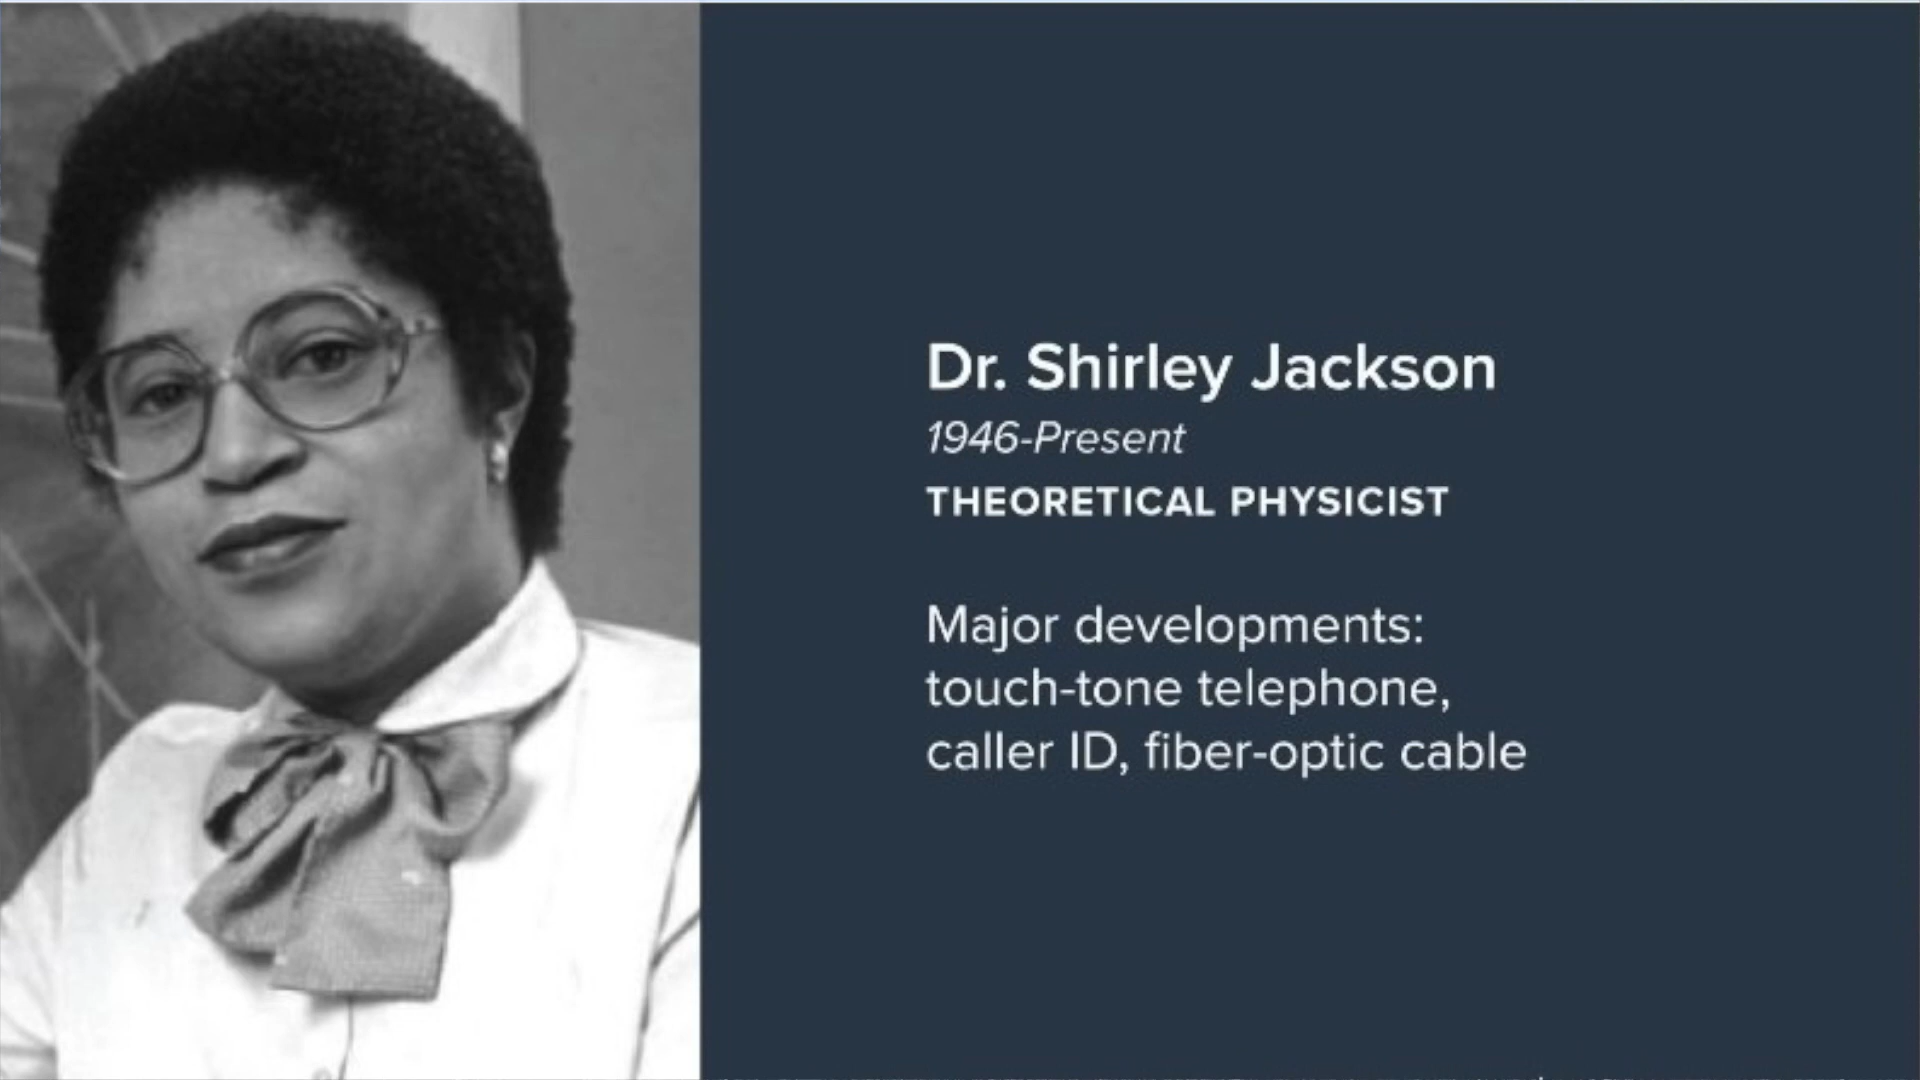 Dr. Shirley Jackson
1946-Present
THEORETICAL PHYSICIST
Major developments:
touch-tone telephone,
caller ID, fiber-optic cable